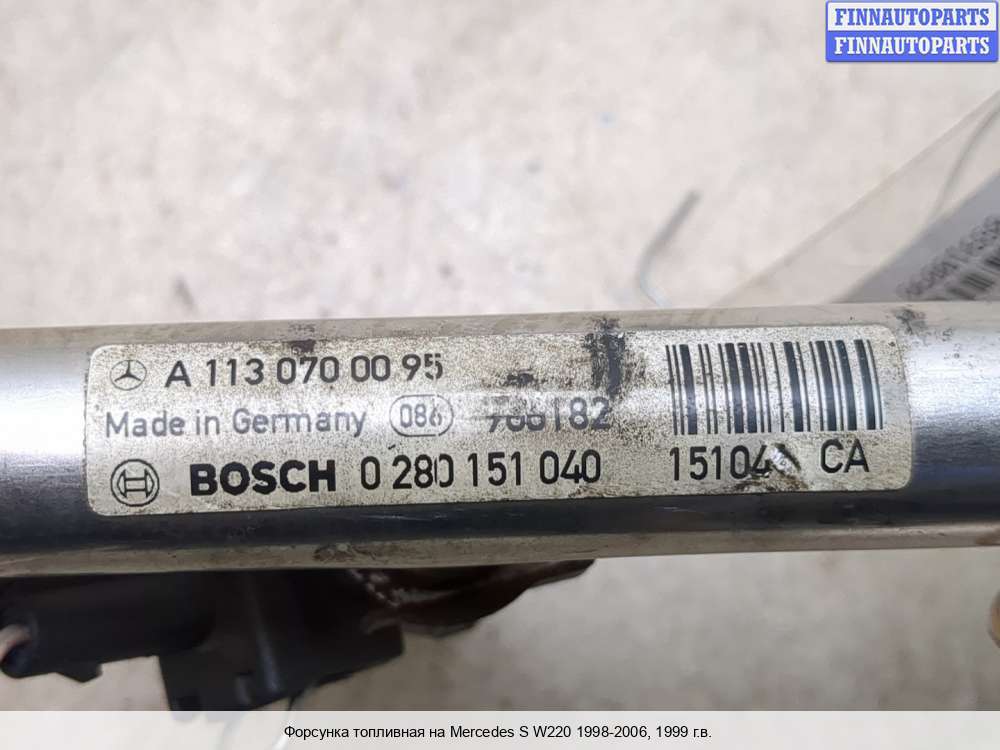 FINNAUTOPARTS
FINNAUTOPARTS
A 113 070 00 95
Made in Germany 086
BOSCH 0 280 151 040
CA
Форсунка топливная на Mercedes S W220 1998-2006, 1999 г.в.